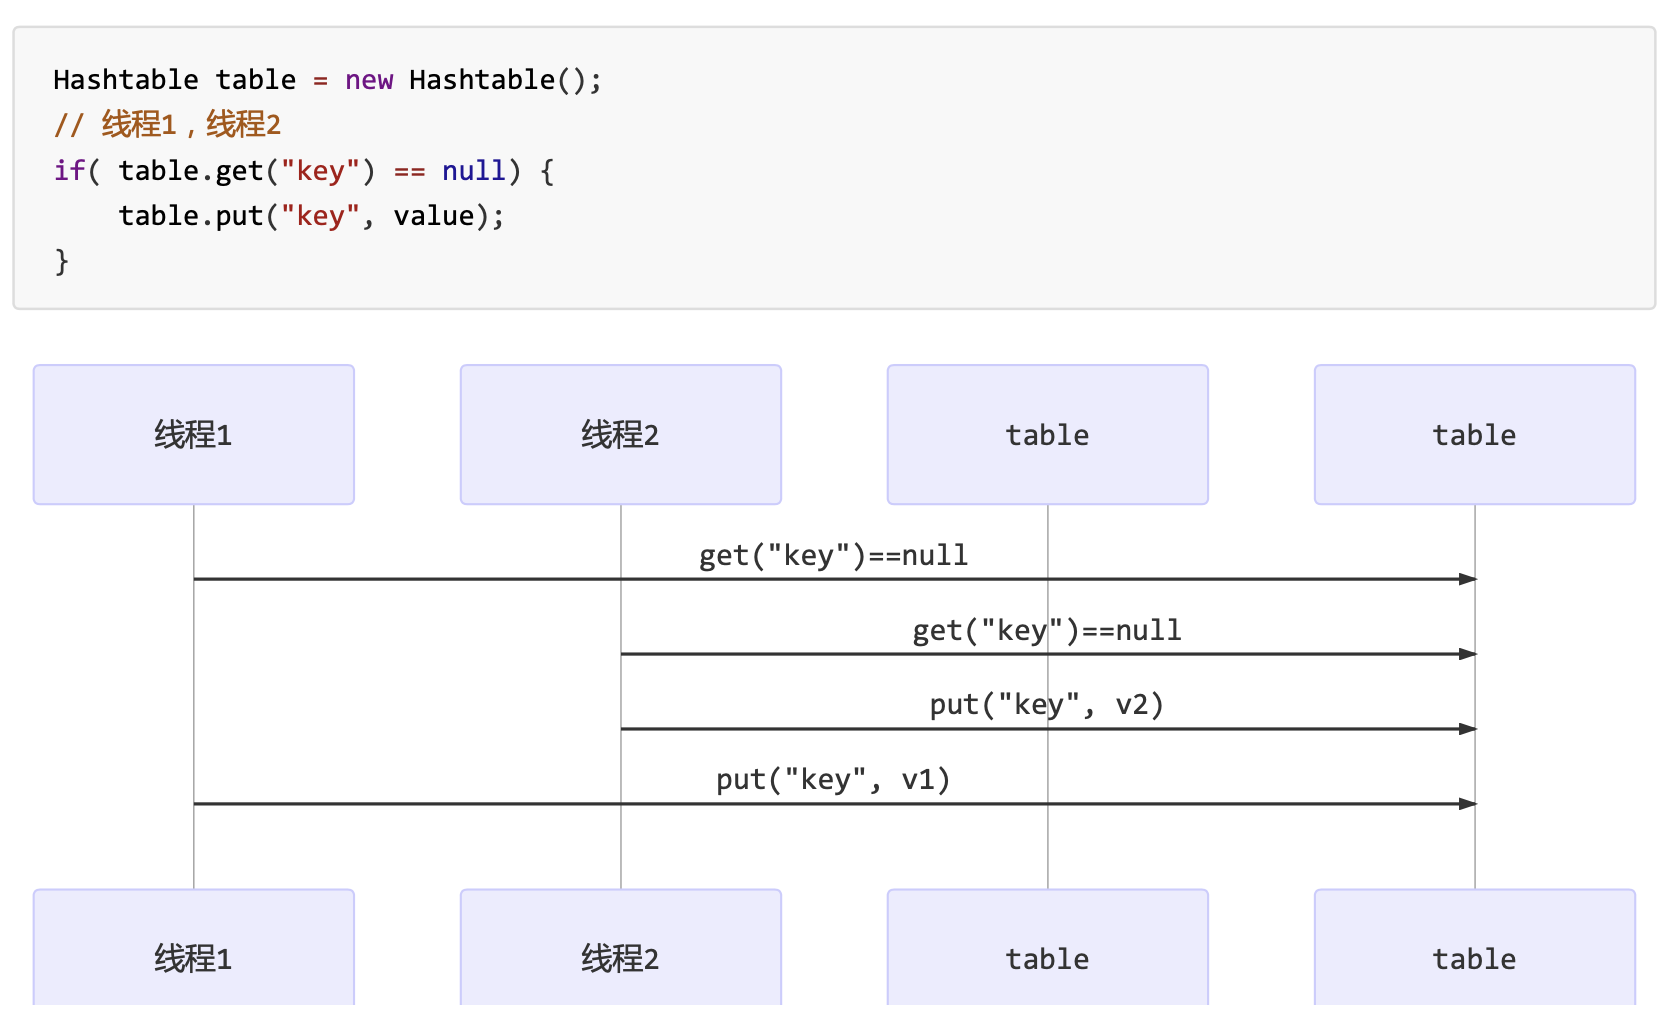 Hashtable table = new Hashtable();
// 线程1，线程2
if( table.get("key") == null) {
    table.put("key", value);
}
线程1 线程2 table table
get("key")==null
get("key")==null
put("key", v2)
put("key", v1)
线程1 线程2 table table